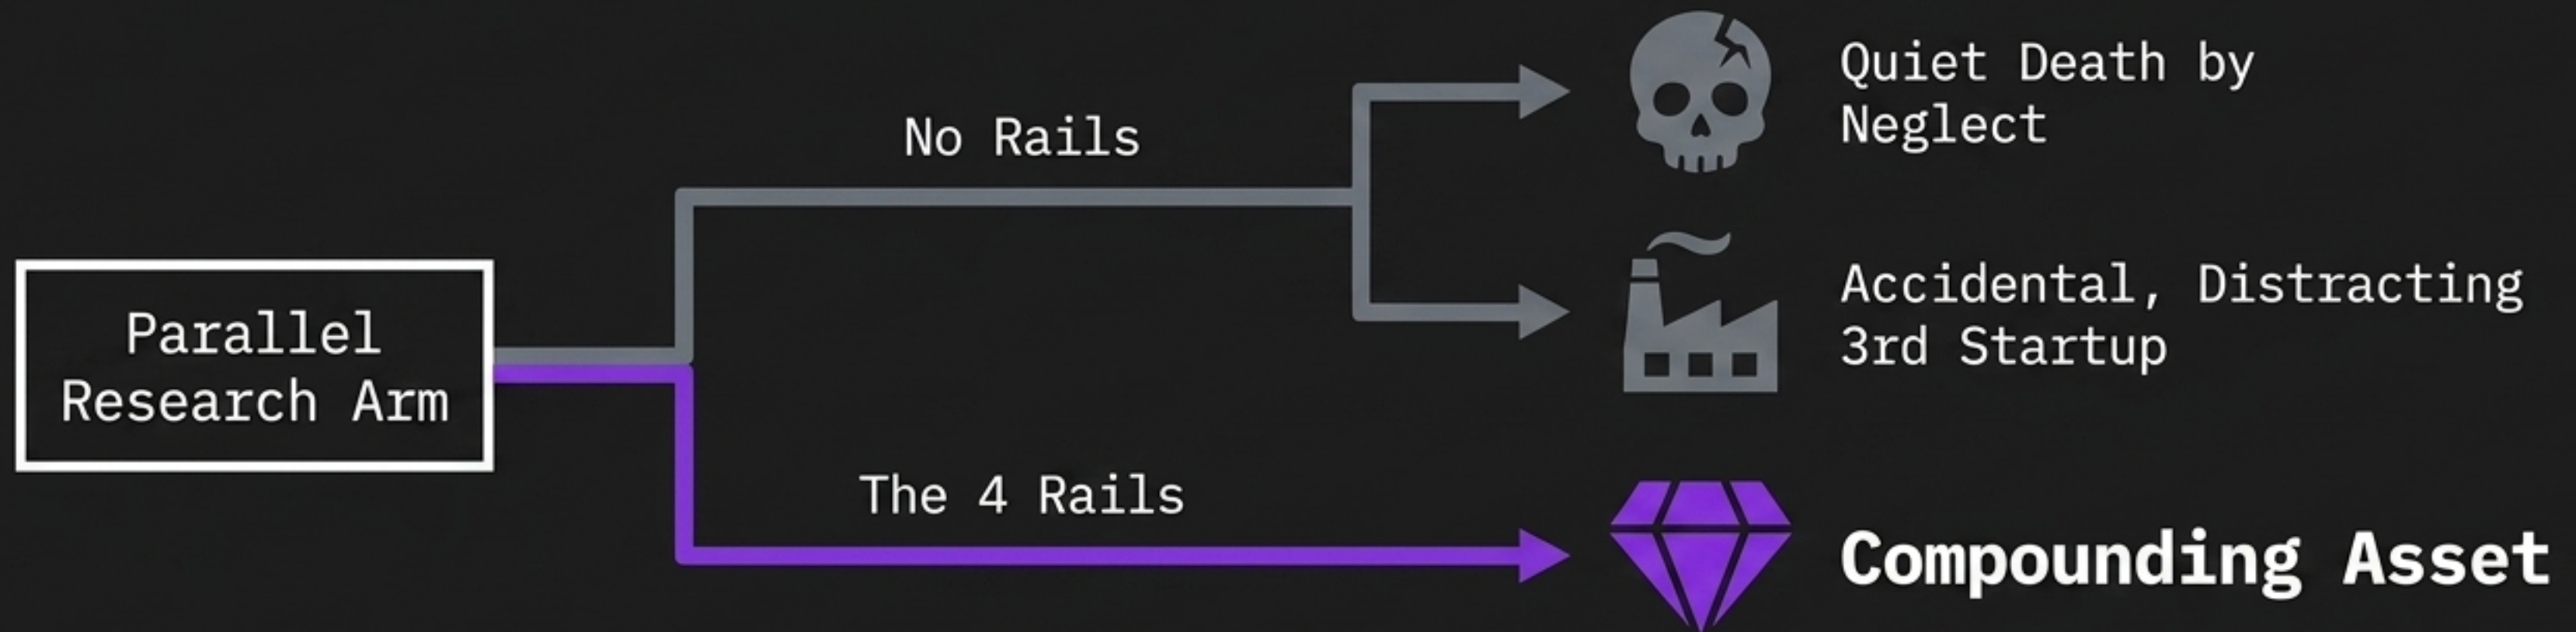 No Rails
Quiet Death by
Neglect
Parallel
Research Arm
Accidental, Distracting
3rd Startup
The 4 Rails
Compounding Asset